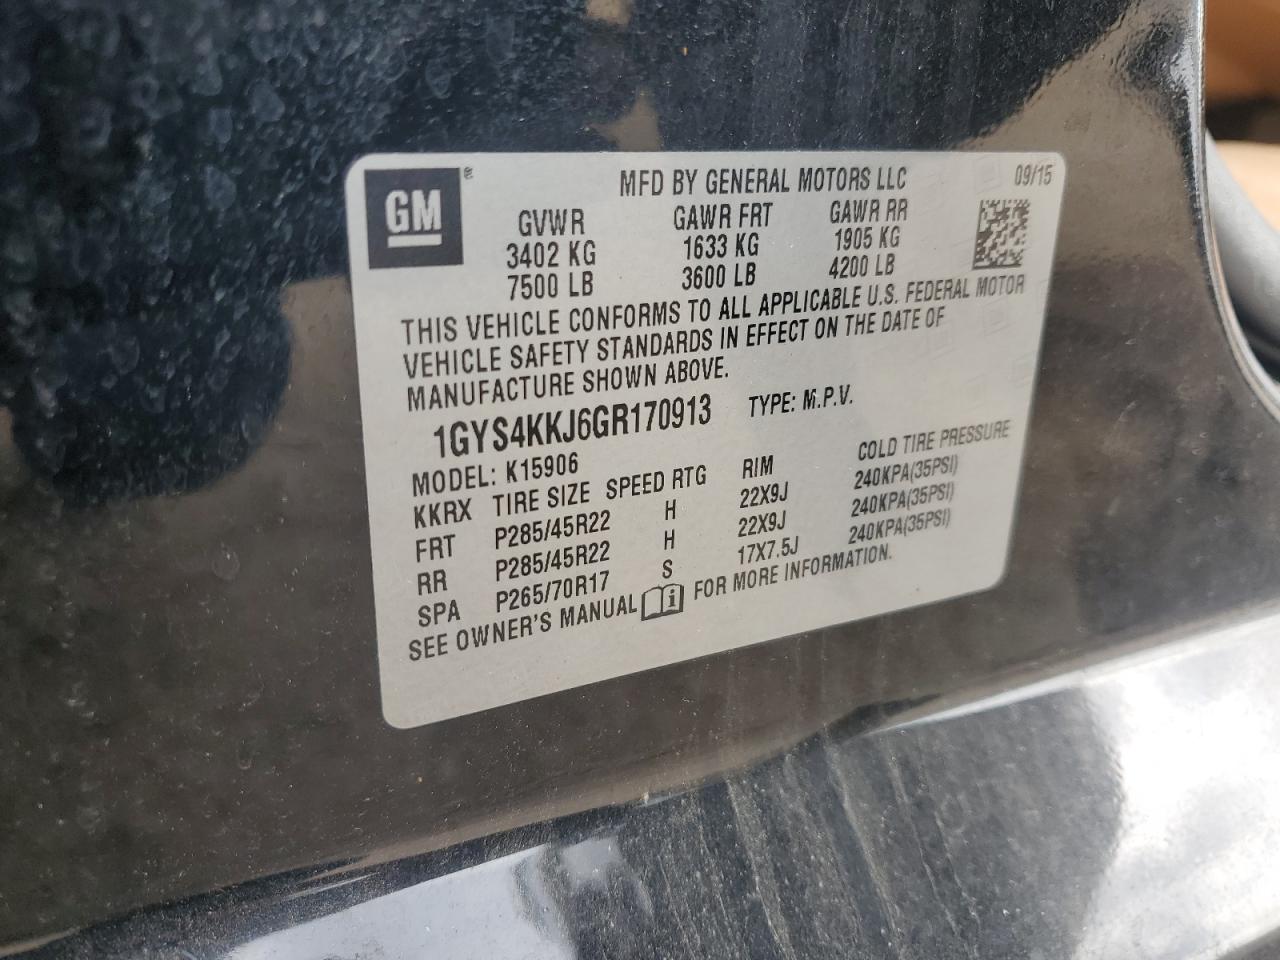 GM ®
MFD BY GENERAL MOTORS LLC 09/15
GVWR GAWR FRT GAWR RR
3402 KG 1633 KG 1905 KG
7500 LB 3600 LB 4200 LB
THIS VEHICLE CONFORMS TO ALL APPLICABLE U.S. FEDERAL MOTOR
VEHICLE SAFETY STANDARDS IN EFFECT ON THE DATE OF
MANUFACTURE SHOWN ABOVE.
1GYS4KKJ6GR170913 TYPE: M.P.V.
MODEL: K15906
KKRX TIRE SIZE SPEED RTG RIM COLD TIRE PRESSURE
FRT P285/45R22 H 22X9J 240KPA(35PSI)
RR P285/45R22 H 22X9J 240KPA(35PSI)
SPA P265/70R17 S 17X7.5J 240KPA(35PSI)
SEE OWNER'S MANUAL i FOR MORE INFORMATION.